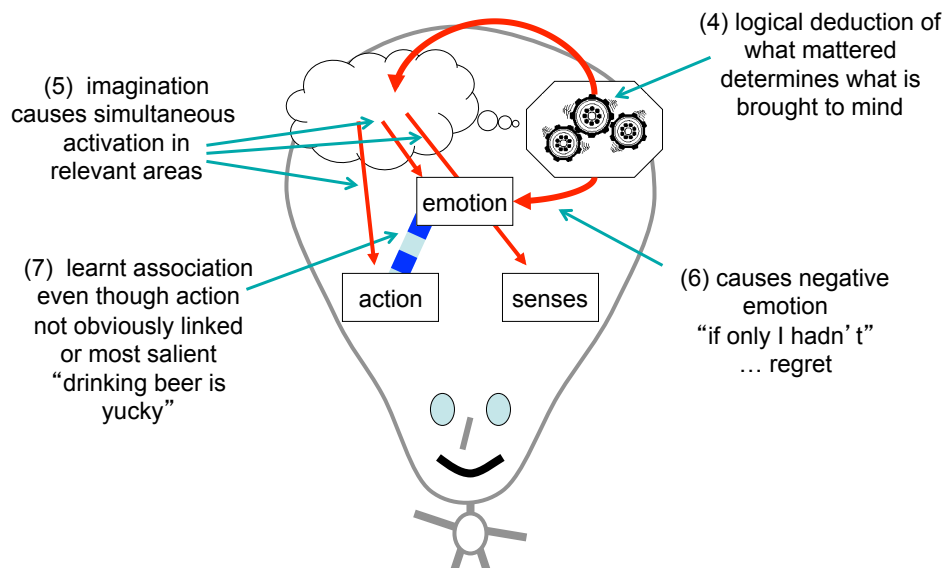 (4) logical deduction of
what mattered
determines what is
brought to mind
(5) imagination
causes simultaneous
activation in
relevant areas
emotion
(7) learnt association
even though action
not obviously linked
or most salient
“drinking beer is
yucky”
action
senses
(6) causes negative
emotion
“if only I hadn’t”
… regret